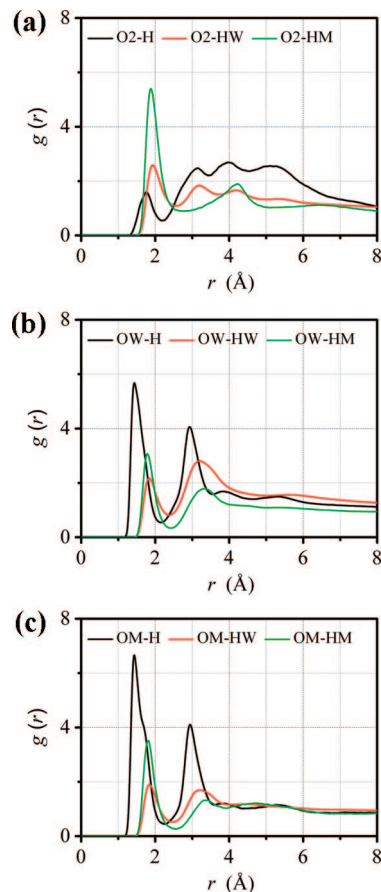 (a)
O2-H O2-HW O2-HM
8
4
0
g (r)
0 2 4 6 8
r (Å)
(b)
OW-H OW-HW OW-HM
8
4
0
g (r)
0 2 4 6 8
r (Å)
(c)
OM-H OM-HW OM-HM
8
4
0
g (r)
0 2 4 6 8
r (Å)